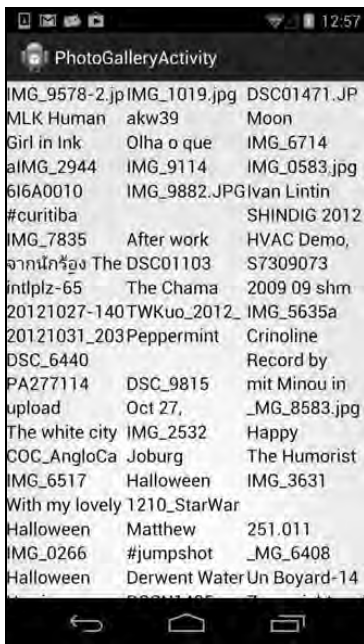 12:57
PhotoGalleryActivity
IMG_9578-2.jp IMG_1019.jpg DSC01471.JP
MLK Human akw39 Moon
Girl in Ink Olha o que IMG_6714
aIMG_2944 IMG_9114 IMG_0583.jpg
6I6A0010 IMG_9882.JPG Ivan Lintin
#curitiba SHINDIG 2012
IMG_7835 After work HVAC Demo,
จากนักร้อง The DSC01103 S7309073
intlplz-65 The Chama 2009 09 shm
20121027-140 TWKuo_2012_ IMG_5635a
20121031_203 Peppermint Crinoline
DSC_6440 Record by
PA277114 DSC_9815 mit Minou in
upload Oct 27, _MG_8583.jpg
The white city IMG_2532 Happy
COC_AngloCa Joburg The Humorist
IMG_6517 Halloween IMG_3631
With my lovely 1210_StarWar
Halloween Matthew 251.011
IMG_0266 #jumpshot _MG_6408
Halloween Derwent Water Un Boyard-14